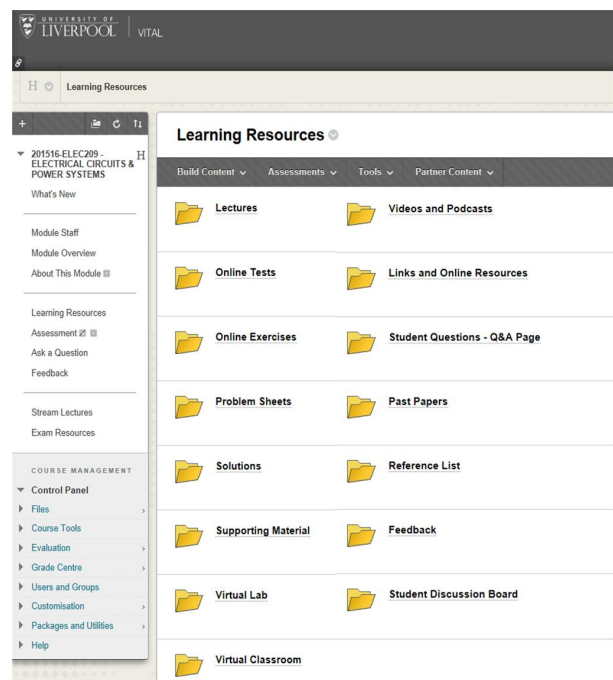 UNIVERSITY OF
LIVERPOOL
VITAL
H
Learning Resources
201516-ELEC209 -
ELECTRICAL CIRCUITS &
POWER SYSTEMS
H
What's New
Module Staff
Module Overview
About This Module
Learning Resources
Assessment
Ask a Question
Feedback
Stream Lectures
Exam Resources
COURSE MANAGEMENT
Control Panel
Files
Course Tools
Evaluation
Grade Centre
Users and Groups
Customisation
Packages and Utilities
Help
Learning Resources
Build Content Assessments Tools Partner Content
Lectures
Videos and Podcasts
Online Tests
Links and Online Resources
Online Exercises
Student Questions - Q&A Page
Problem Sheets
Past Papers
Solutions
Reference List
Supporting Material
Feedback
Virtual Lab
Student Discussion Board
Virtual Classroom